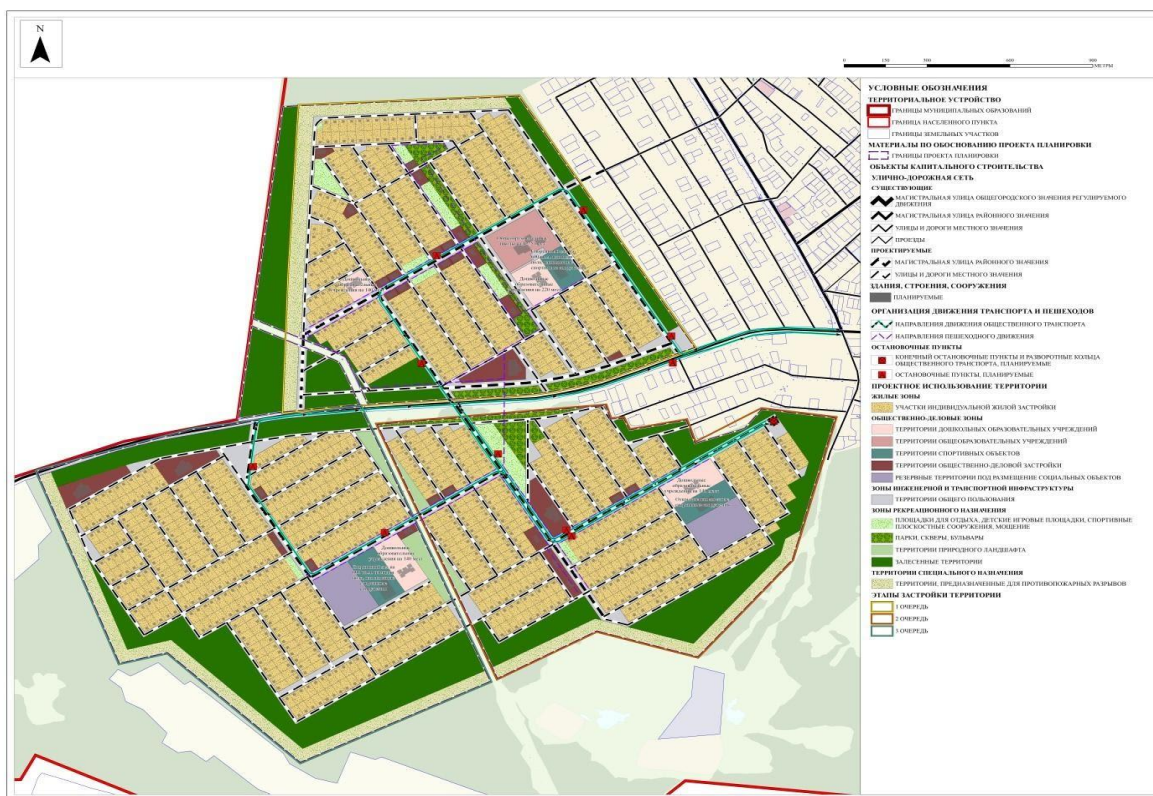 N
0 150 300 600 900
МЕТРЫ
УСЛОВНЫЕ ОБОЗНАЧЕНИЯ
ТЕРРИТОРИАЛЬНОЕ УСТРОЙСТВО
ГРАНИЦЫ МУНИЦИПАЛЬНЫХ ОБРАЗОВАНИЙ
ГРАНИЦА НАСЕЛЕННОГО ПУНКТА
ГРАНИЦЫ ЗЕМЕЛЬНЫХ УЧАСТКОВ
МАТЕРИАЛЫ ПО ОБОСНОВАНИЮ ПРОЕКТА ПЛАНИРОВКИ
ГРАНИЦЫ ПРОЕКТА ПЛАНИРОВКИ
ОБЪЕКТЫ КАПИТАЛЬНОГО СТРОИТЕЛЬСТВА
УЛИЧНО-ДОРОЖНАЯ СЕТЬ
СУЩЕСТВУЮЩИЕ
МАГИСТРАЛЬНАЯ УЛИЦА ОБЩЕГОРОДСКОГО ЗНАЧЕНИЯ РЕГУЛИРУЕМОГО
ДВИЖЕНИЯ
МАГИСТРАЛЬНАЯ УЛИЦА РАЙОННОГО ЗНАЧЕНИЯ
УЛИЦЫ И ДОРОГИ МЕСТНОГО ЗНАЧЕНИЯ
ПРОЕЗДЫ
ПРОЕКТИРУЕМЫЕ
МАГИСТРАЛЬНАЯ УЛИЦА РАЙОННОГО ЗНАЧЕНИЯ
УЛИЦЫ И ДОРОГИ МЕСТНОГО ЗНАЧЕНИЯ
ЗДАНИЯ, СТРОЕНИЯ, СООРУЖЕНИЯ
ПЛАНИРУЕМЫЕ
ОРГАНИЗАЦИЯ ДВИЖЕНИЯ ТРАНСПОРТА И ПЕШЕХОДОВ
НАПРАВЛЕНИЯ ДВИЖЕНИЯ ОБЩЕСТВЕННОГО ТРАНСПОРТА
НАПРАВЛЕНИЯ ПЕШЕХОДНОГО ДВИЖЕНИЯ
ОСТАНОВОЧНЫЕ ПУНКТЫ
КОНЕЧНЫЙ ОСТАНОВОЧНЫЕ ПУНКТЫ И РАЗВОРОТНЫЕ КОЛЬЦА
ОБЩЕСТВЕННОГО ТРАНСПОРТА, ПЛАНИРУЕМЫЕ
ОСТАНОВОЧНЫЕ ПУНКТЫ, ПЛАНИРУЕМЫЕ
ПРОЕКТНОЕ ИСПОЛЬЗОВАНИЕ ТЕРРИТОРИИ
ЖИЛЫЕ ЗОНЫ
УЧАСТКИ ИНДИВИДУАЛЬНОЙ ЖИЛОЙ ЗАСТРОЙКИ
ОБЩЕСТВЕННО-ДЕЛОВЫЕ ЗОНЫ
ТЕРРИТОРИИ ДОШКОЛЬНЫХ ОБРАЗОВАТЕЛЬНЫХ УЧРЕЖДЕНИЙ
ТЕРРИТОРИИ ОБЩЕОБРАЗОВАТЕЛЬНЫХ УЧРЕЖДЕНИЙ
ТЕРРИТОРИИ СПОРТИВНЫХ ОБЪЕКТОВ
ТЕРРИТОРИИ ОБЩЕСТВЕННО-ДЕЛОВОЙ ЗАСТРОЙКИ
РЕЗЕРВНЫЕ ТЕРРИТОРИИ ПОД РАЗМЕЩЕНИЕ СОЦИАЛЬНЫХ ОБЪЕКТОВ
ЗОНЫ ИНЖЕНЕРНОЙ И ТРАНСПОРТНОЙ ИНФРАСТРУКТУРЫ
ТЕРРИТОРИИ ОБЩЕГО ПОЛЬЗОВАНИЯ
ЗОНЫ РЕКРЕАЦИОННОГО НАЗНАЧЕНИЯ
ПЛОЩАДКИ ДЛЯ ОТДЫХА, ДЕТСКИЕ ИГРОВЫЕ ПЛОЩАДКИ, СПОРТИВНЫЕ
ПЛОСКОСТНЫЕ СООРУЖЕНИЯ, МОЩЕНИЕ
ПАРКИ, СКВЕРЫ, БУЛЬВАРЫ
ТЕРРИТОРИИ ПРИРОДНОГО ЛАНДШАФТА
ЗАЛЕСЕННЫЕ ТЕРРИТОРИИ
ТЕРРИТОРИИ СПЕЦИАЛЬНОГО НАЗНАЧЕНИЯ
ТЕРРИТОРИИ, ПРЕДНАЗНАЧЕННЫЕ ДЛЯ ПРОТИВОПОЖАРНЫХ РАЗРЫВОВ
ЭТАПЫ ЗАСТРОЙКИ ТЕРРИТОРИИ
1 ОЧЕРЕДЬ
2 ОЧЕРЕДЬ
3 ОЧЕРЕДЬ